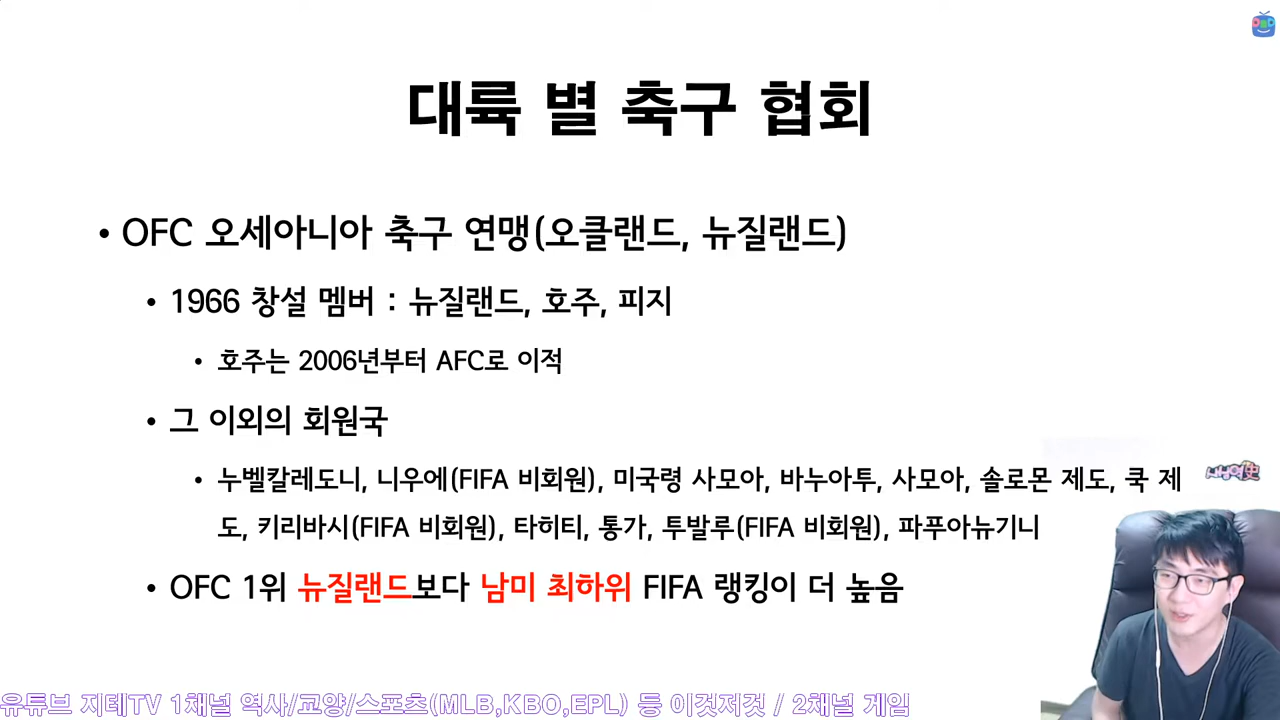 대륙 별 축구 협회
• OFC 오세아니아 축구 연맹(오클랜드, 뉴질랜드)
• 1966 창설 멤버 : 뉴질랜드, 호주, 피지
• 호주는 2006년부터 AFC로 이적
• 그 이외의 회원국
• 누벨칼레도니, 니우에(FIFA 비회원), 미국령 사모아, 바누아투, 사모아, 솔로몬 제도, 쿡 제
도, 키리바시(FIFA 비회원), 타히티, 통가, 투발루(FIFA 비회원), 파푸아뉴기니
• OFC 1위 뉴질랜드보다 남미 최하위 FIFA 랭킹이 더 높음
유튜브 지테TV 1채널 역사/교양/스포츠(MLB,KBO,EPL) 등 이것저것 / 2채널 게임